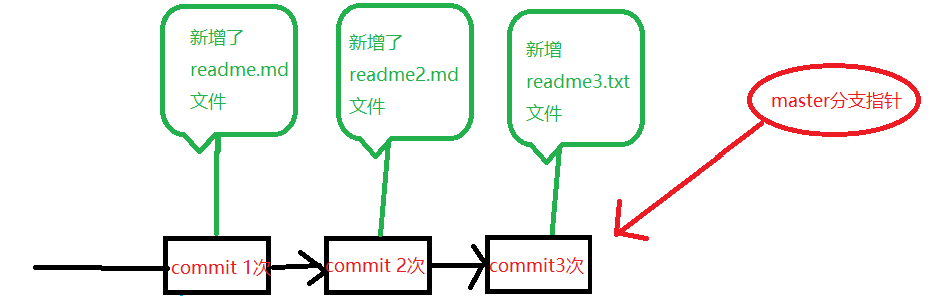 新增了
readme.md
文件
新增了
readme2.md
文件
新增
readme3.txt
文件
master分支指针
commit 1次
commit 2次
commit3次